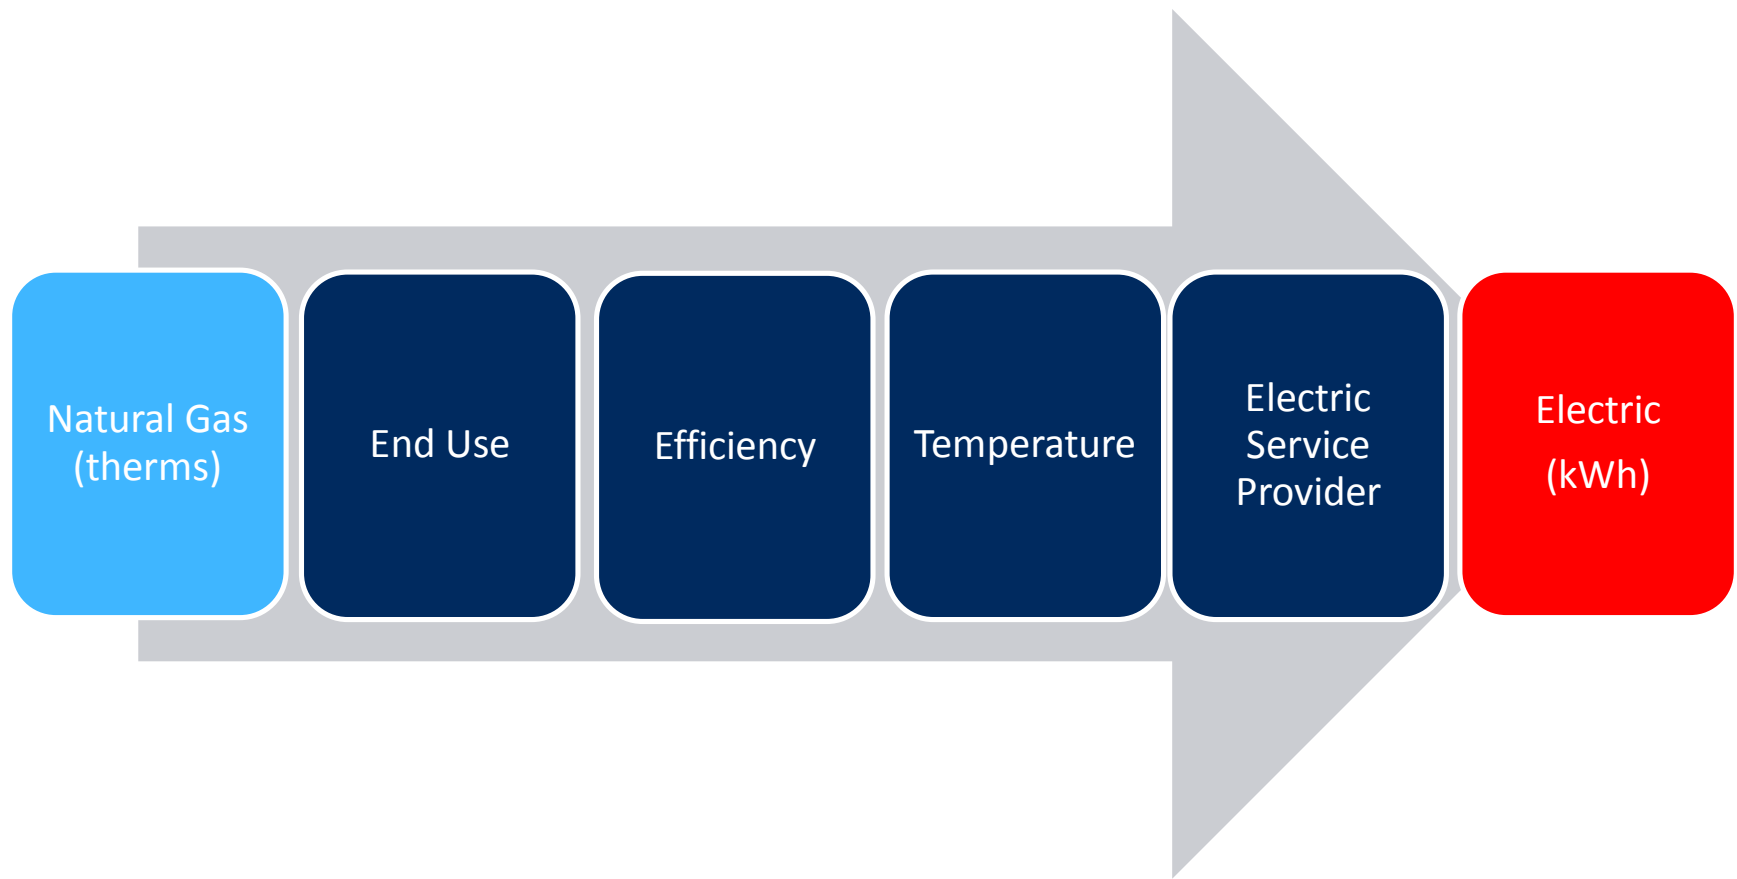 Natural Gas
(therms)
End Use
Efficiency
Temperature
Electric
Service
Provider
Electric
(kWh)